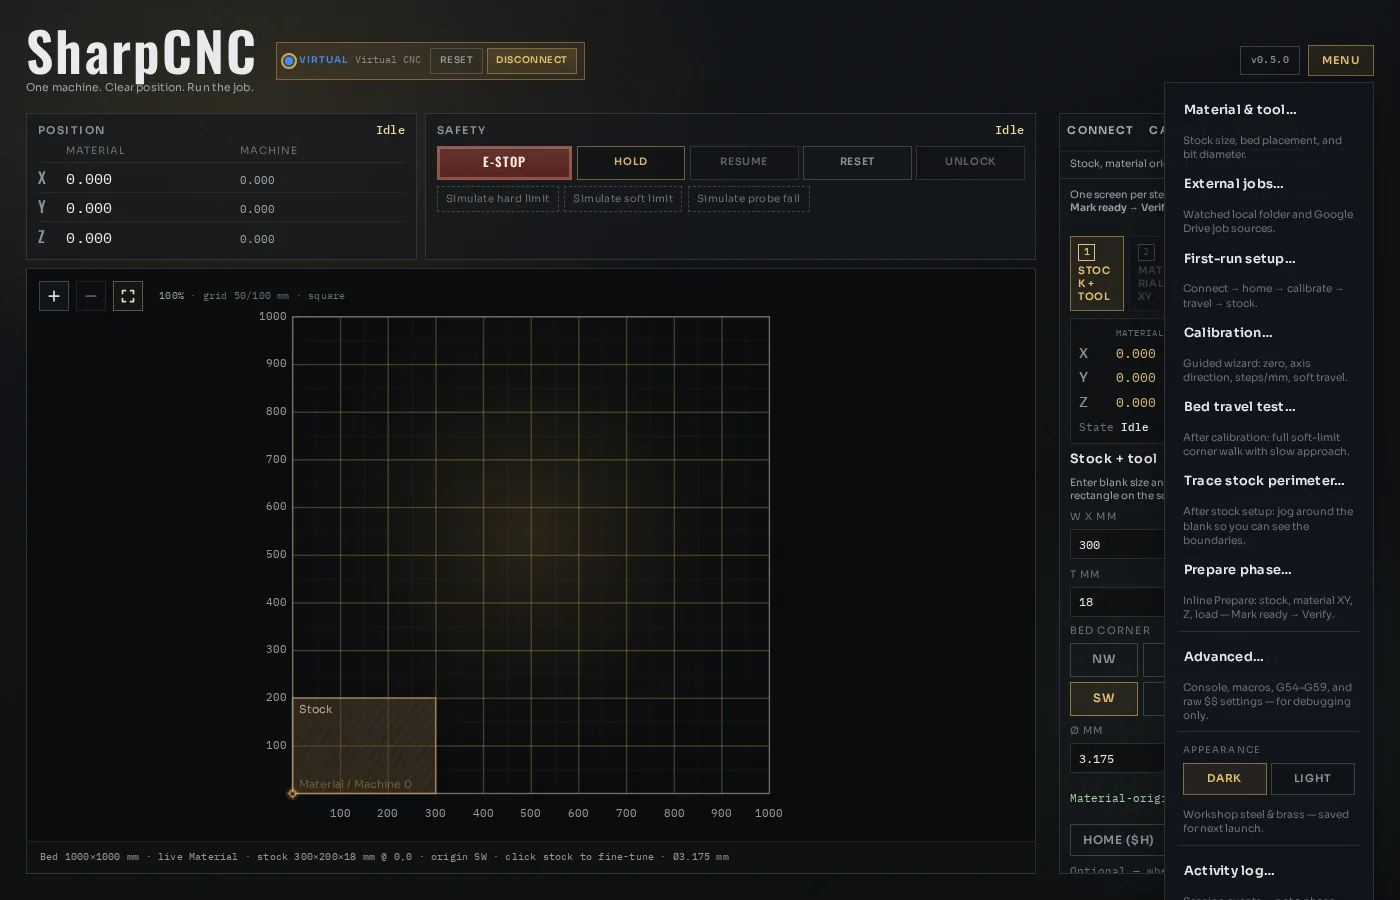 SharpCNC
One machine. Clear position. Run the job.
VIRTUAL Virtual CNC RESET DISCONNECT
v0.5.0 MENU
POSITION Idle
MATERIAL MACHINE
X 0.000 0.000
Y 0.000 0.000
Z 0.000 0.000
SAFETY Idle
E-STOP HOLD RESUME RESET UNLOCK
Simulate hard limit Simulate soft limit Simulate probe fail
100% · grid 50/100 mm · square
1000
900
800
700
600
500
400
300
200
100
Stock
Material / Machine 0
100 200 300 400 500 600 700 800 900 1000
Bed 1000×1000 mm · live Material · stock 300×200×18 mm @ 0,0 · origin SW · click stock to fine-tune · Ø3.175 mm
CONNECT
Stock, material
One screen per
Mark ready →
1
STOC
K +
TOOL
2
MAT
RIAL
XY
MATERIAL
X 0.000
Y 0.000
Z 0.000
State Idle
Stock + tool
Enter blank size
rectangle on the
W X MM
300
T MM
18
BED CORNER
NW
SW
Ø MM
3.175
HOME ($H)
Optional —
Material & tool...
Stock size, bed placement, and
bit diameter.
External jobs...
Watched local folder and Google
Drive job sources.
First-run setup...
Connect → home → calibrate →
travel → stock.
Calibration...
Guided wizard: zero, axis
direction, steps/mm, soft travel.
Bed travel test...
After calibration: full soft-limit
corner walk with slow approach.
Trace stock perimeter...
After stock setup: jog around the
blank so you can see the
boundaries.
Prepare phase...
Inline Prepare: stock, material XY,
Z, load — Mark ready → Verify.
Advanced...
Console, macros, G54–G59, and
raw $$ settings — for debugging
only.
APPEARANCE
DARK LIGHT
Workshop steel & brass — saved
for next launch.
Activity log...